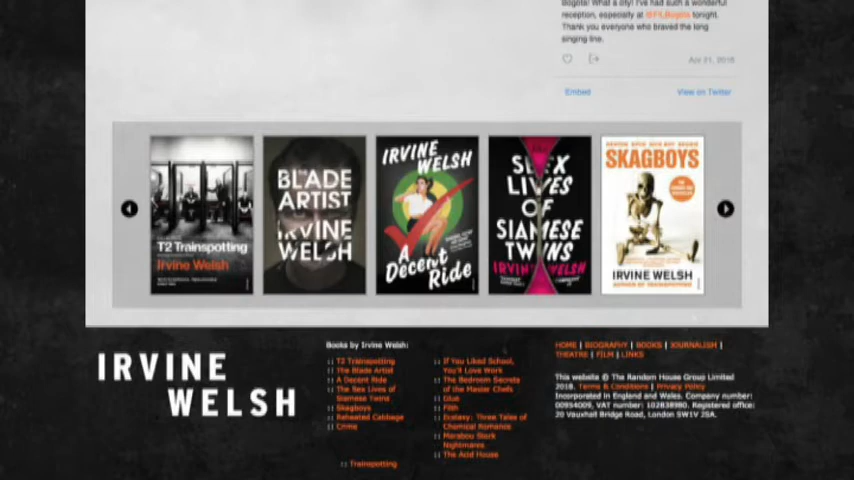 Bogota! What a city! I've had such a wonderful
reception, especially at @FILBogota tonight.
Thank you everyone who braved the long
singing line.
Apr 21, 2018
Embed
View on Twitter
T2 Trainspotting
Irvine Welsh
THE
BLADE
ARTIST
IRVINE
WELSH
IRVINE
WELSH
A
Decent
Ride
SEX
LIVES
OF
SIAMESE
TWINS
IRVINE WELSH
SKAGBOYS
IRVINE WELSH
AUTHOR OF TRAINSPOTTING
IRVINE
WELSH
Books by Irvine Welsh:
:: T2 Trainspotting
:: The Blade Artist
:: A Decent Ride
:: The Sex Lives of
Siamese Twins
:: Skagboys
:: Reheated Cabbage
:: Crime
:: Trainspotting
:: If You Liked School,
You'll Love Work
:: The Bedroom Secrets
of the Master Chefs
:: Glue
:: Filth
:: Ecstasy: Three Tales of
Chemical Romance
:: Marabou Stork
Nightmares
:: The Acid House
HOME | BIOGRAPHY | BOOKS | JOURNALISM |
THEATRE | FILM | LINKS
This website © The Random House Group Limited
2018. Terms & Conditions | Privacy Policy
Incorporated in England and Wales. Company number:
00954009, VAT number: 102838980. Registered office:
20 Vauxhall Bridge Road, London SW1V 2SA.